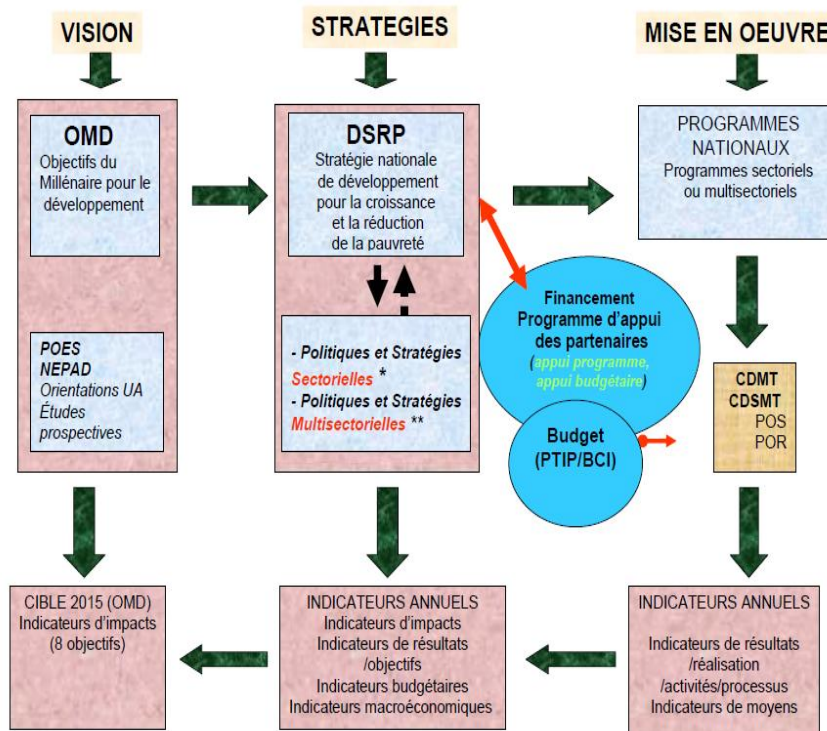 VISION
STRATEGIES
MISE EN OEUVRE
OMD
Objectifs du
Millénaire pour le
développement
DSRP
Stratégie nationale
de développement
pour la croissance
et la réduction
de la pauvreté
PROGRAMMES
NATIONAUX
Programmes sectoriels
ou multisectoriels
POES
NEPAD
Orientations UA
Études
prospectives
- Politiques et Stratégies
Sectorielles *
- Politiques et Stratégies
Multisectorielles **
Financement
Programme d'appui
des partenaires
(appui programme,
appui budgétaire)
Budget
(PTIP/BCI)
CDMT
CDSMT
POS
POR
CIBLE 2015 (OMD)
Indicateurs d'impacts
(8 objectifs)
INDICATEURS ANNUELS
Indicateurs d'impacts
Indicateurs de résultats
/objectifs
Indicateurs budgétaires
Indicateurs macroéconomiques
INDICATEURS ANNUELS
Indicateurs de résultats
/réalisation
/activités/processus
Indicateurs de moyens